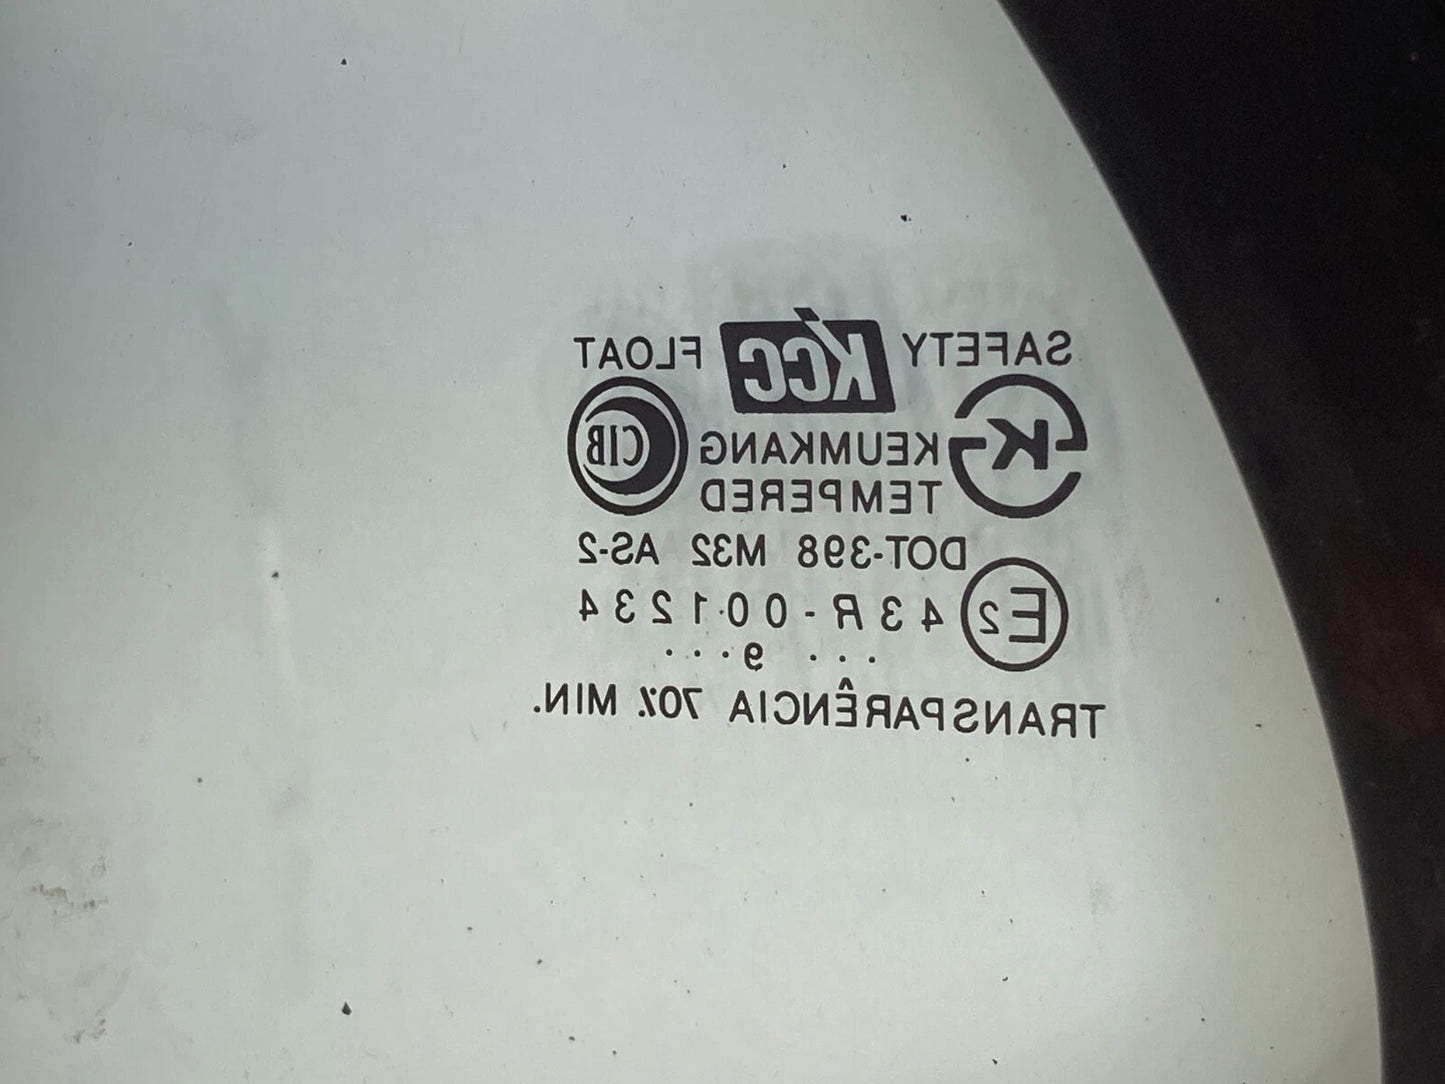 SAFETY KCC FLOAT
K KEUMKANG CIB
TEMPERED
DOT-398 M32 AS-2
E2 43R-001234
... 9...
TRANSPARÊNCIA 70% MIN.